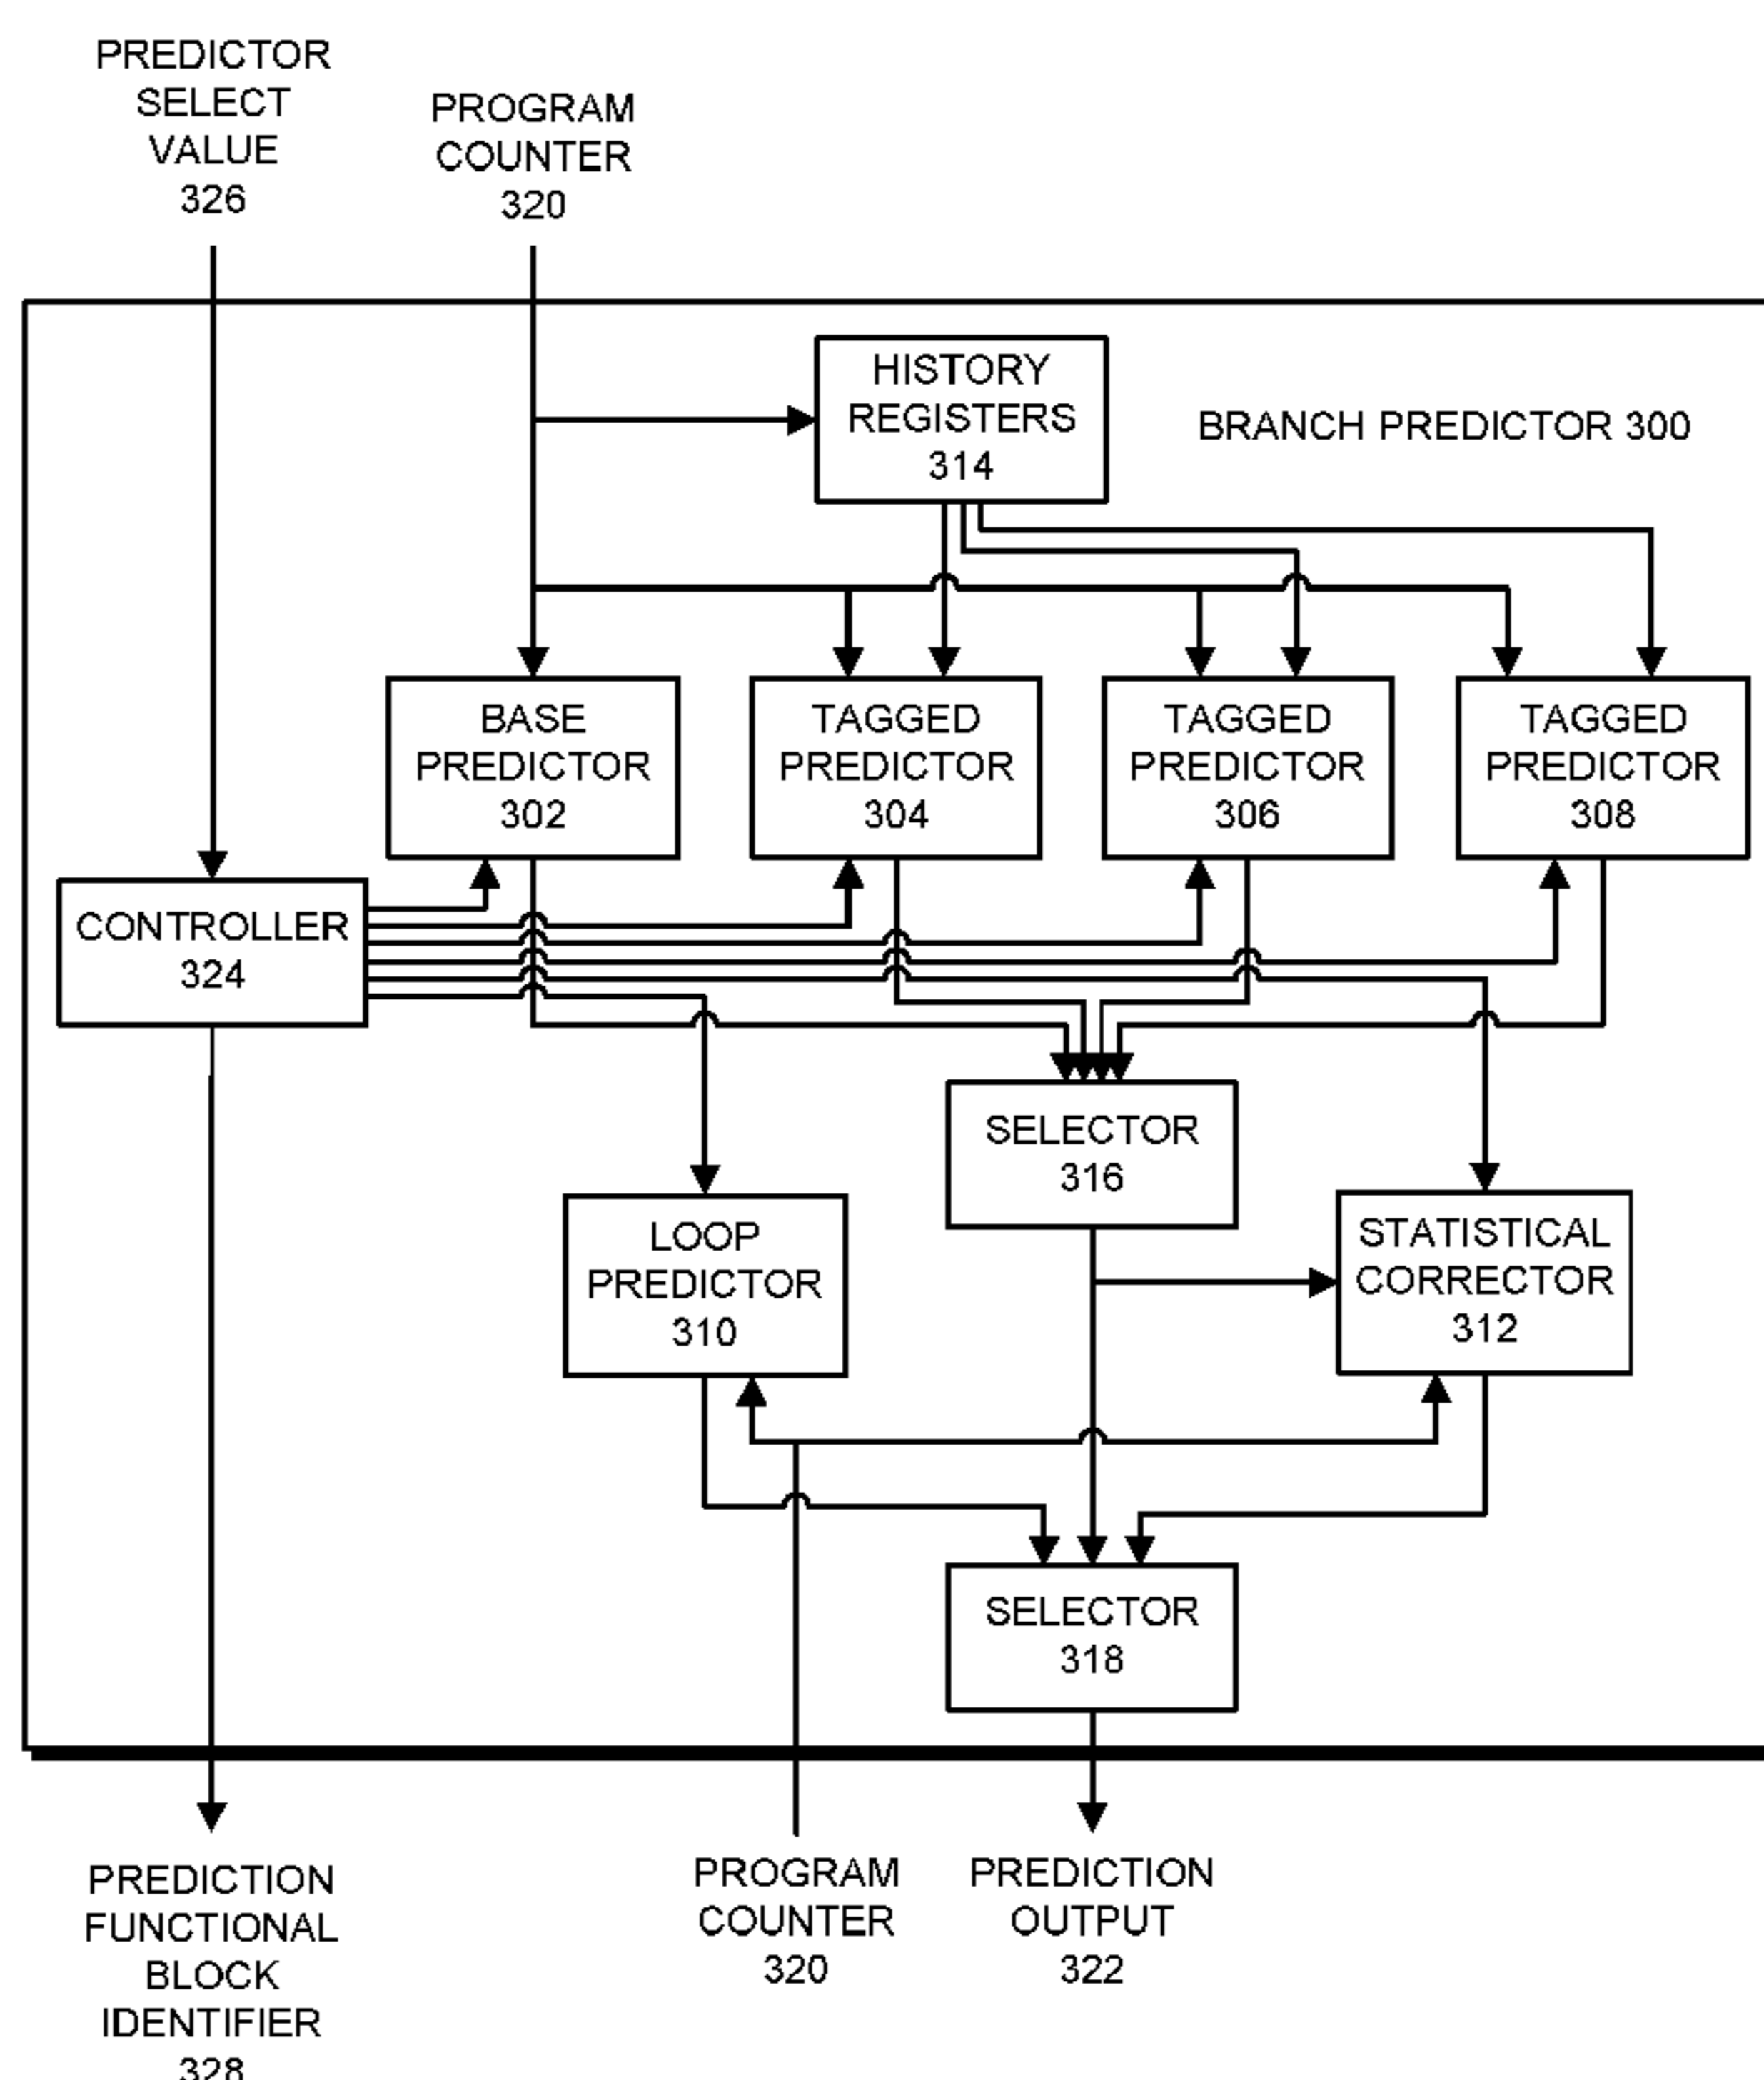 PREDICTOR
SELECT
VALUE
326
PROGRAM
COUNTER
320
HISTORY
REGISTERS
314
BRANCH PREDICTOR 300
BASE
PREDICTOR
302
TAGGED
PREDICTOR
304
TAGGED
PREDICTOR
306
TAGGED
PREDICTOR
308
CONTROLLER
324
SELECTOR
316
LOOP
PREDICTOR
310
STATISTICAL
CORRECTOR
312
SELECTOR
318
PREDICTION
FUNCTIONAL
BLOCK
IDENTIFIER
328
PROGRAM
COUNTER
320
PREDICTION
OUTPUT
322